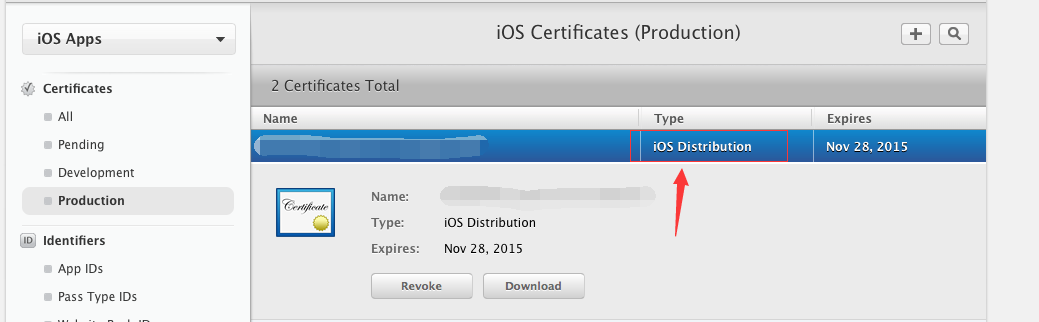 iOS Apps
iOS Certificates (Production)
Certificates
2 Certificates Total
All
Name Type Expires
Pending
iOS Distribution Nov 28, 2015
Development
Production
Certificate
Name:
Type: iOS Distribution
Expires: Nov 28, 2015
ID Identifiers
App IDs
Revoke Download
Pass Type IDs